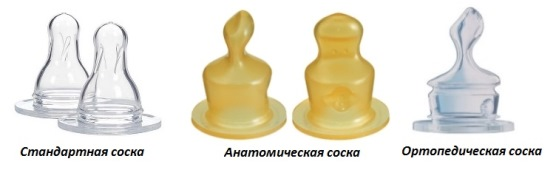 Стандартная соска
Анатомическая соска
Ортопедическая соска